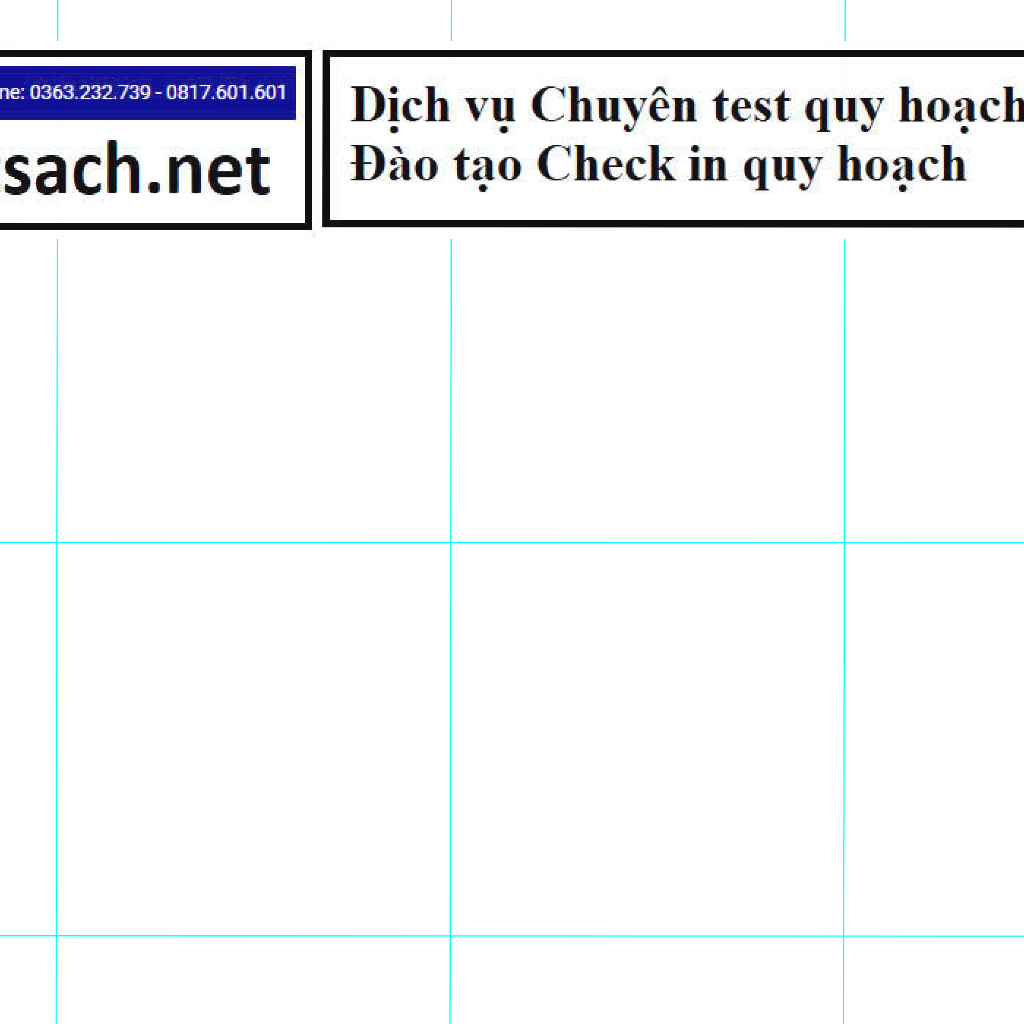 0363.232.739 - 0817.601.601
sach.net
Dịch vụ Chuyên test quy hoạch
Đào tạo Check in quy hoạch